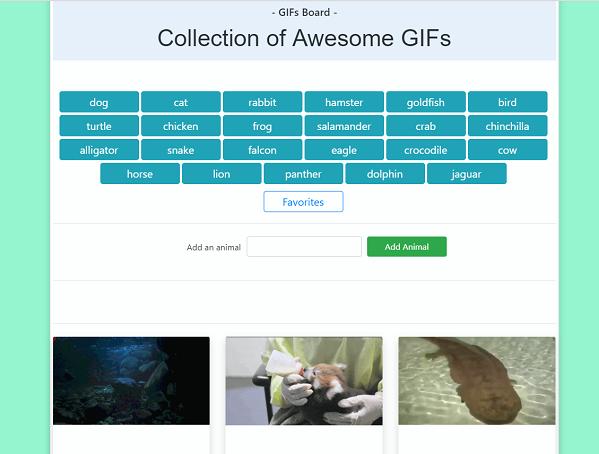 - GIFs Board -
Collection of Awesome GIFs
dog cat rabbit hamster goldfish bird
turtle chicken frog salamander crab chinchilla
alligator snake falcon eagle crocodile cow
horse lion panther dolphin jaguar
Favorites
Add an animal Add Animal